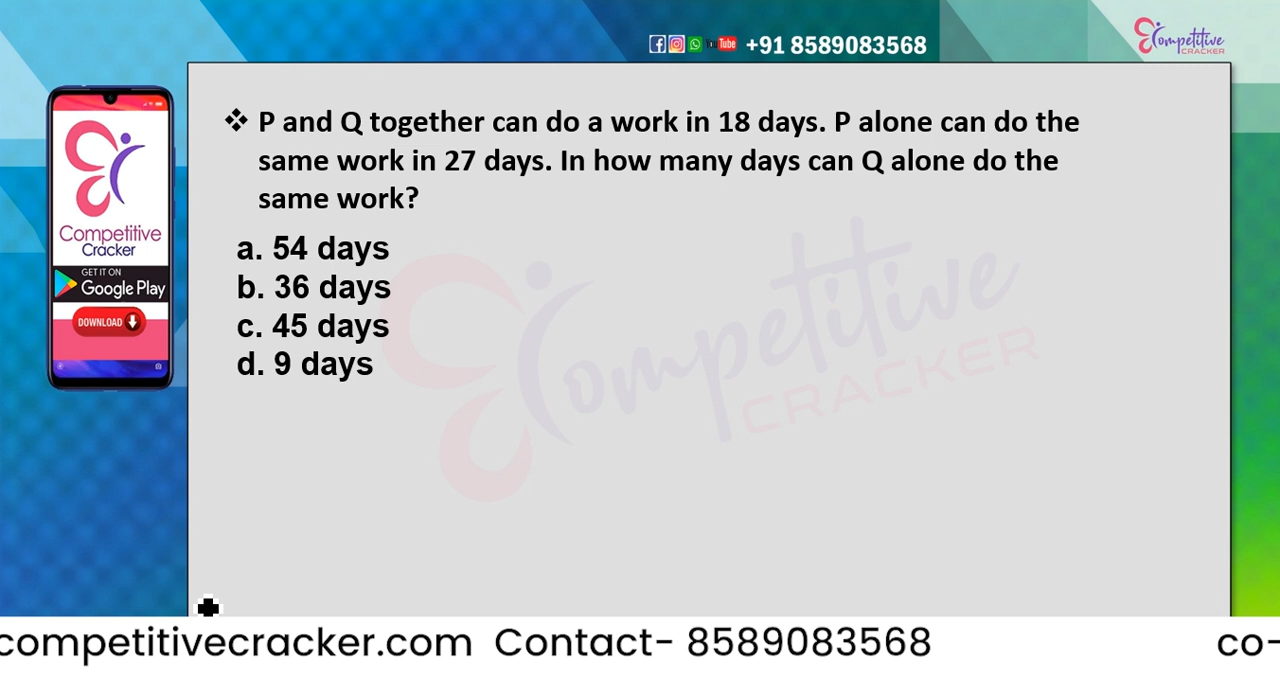 +91 8589083568
Competitive
CRACKER
❖ P and Q together can do a work in 18 days. P alone can do the
same work in 27 days. In how many days can Q alone do the
same work?
a. 54 days
b. 36 days
c. 45 days
d. 9 days
Competitive
Cracker
GET IT ON
Google Play
DOWNLOAD
Competitive
CRACKER
competitivecracker.com Contact- 8589083568 co-